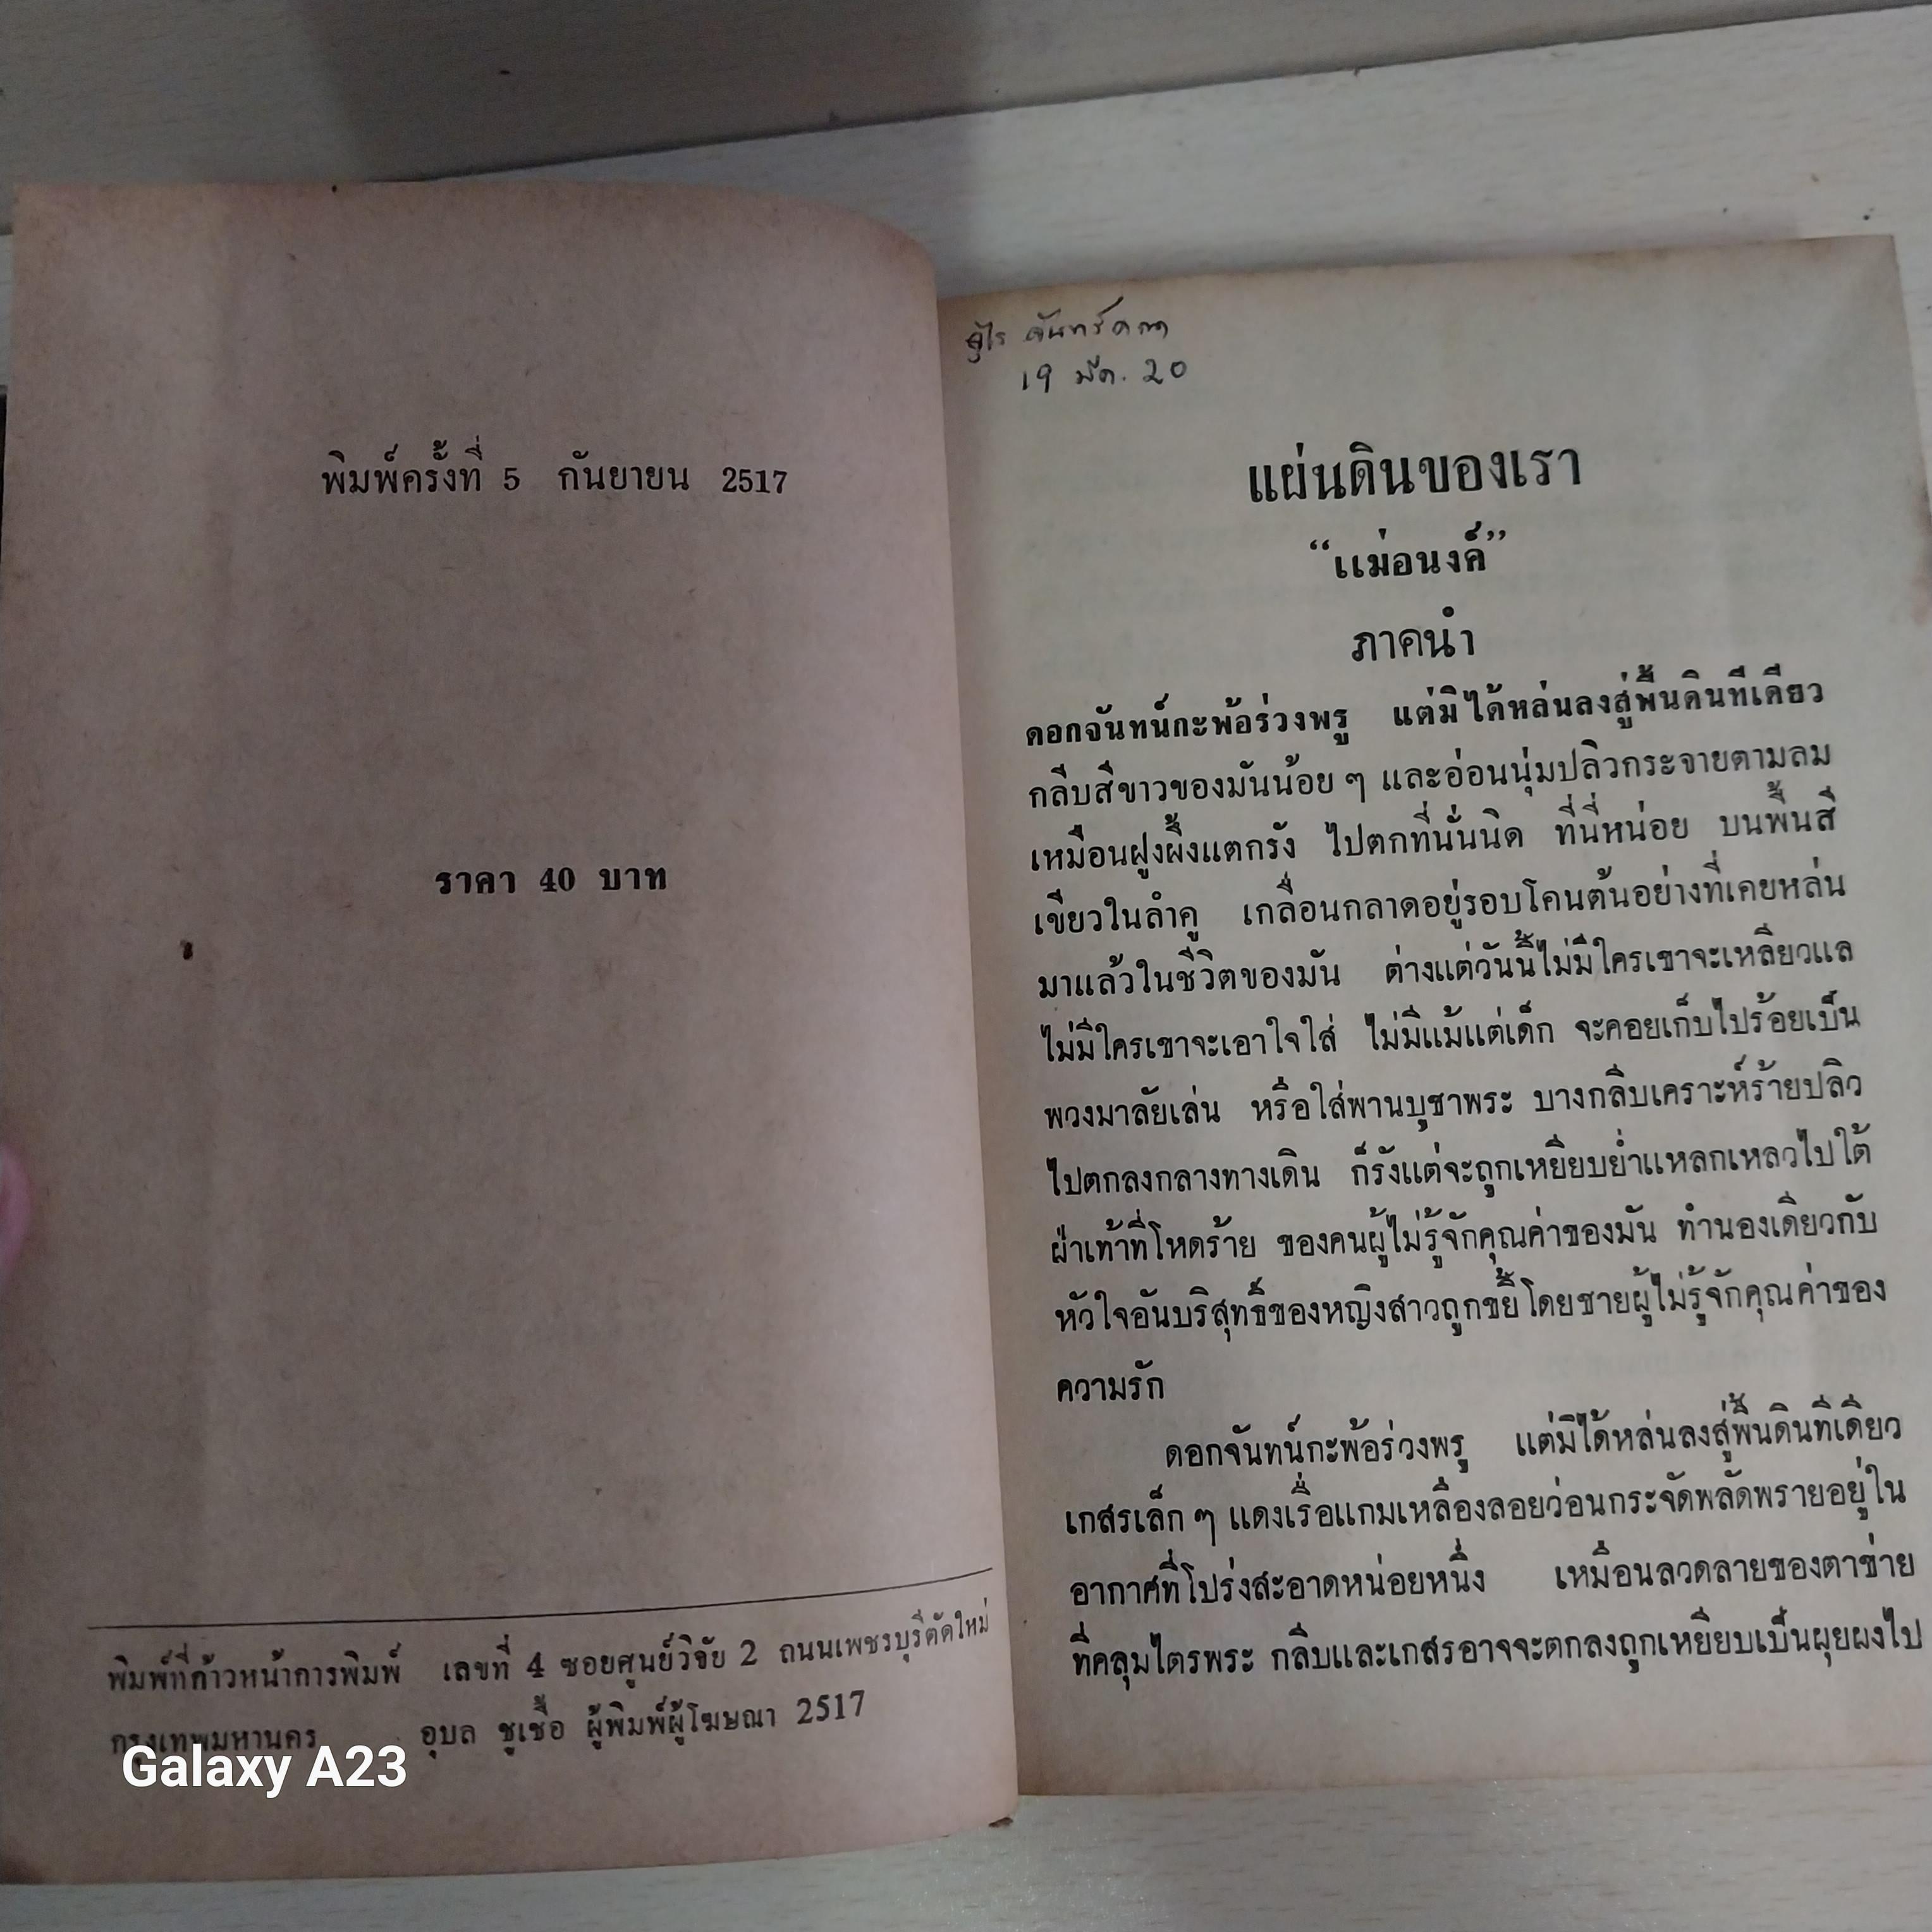 พิมพ์ครั้งที่ 5 กันยายน 2517
ราคา 40 บาท
พิมพ์ที่ก้าวหน้าการพิมพ์ เลขที่ 4 ซอยศูนย์วิจัย 2 ถนนเพชรบุรีตัดใหม่
กรุงเทพมหานคร อุบล ชูเชื้อ ผู้พิมพ์ผู้โฆษณา 2517
Galaxy A23
19 มีค. 20
แผ่นดินของเรา
“แม่อนงค์”
ภาคนำ
ดอกจันทน์กะพ้อร่วงพรู แต่มิได้หล่นลงสู่พื้นดินทีเดียว
กลีบสีขาวของมันน้อย ๆ และอ่อนนุ่มปลิวกระจายตามลม
เหมือนฝูงผึ้งแตกรัง ไปตกที่นั่นนิด ที่นี่หน่อย บนพื้นสี
เขียวในลำคู เกลื่อนกลาดอยู่รอบโคนต้นอย่างที่เคยหล่น
มาแล้วในชีวิตของมัน ต่างแต่วันนี้ไม่มีใครเขาจะเหลียวแล
ไม่มีใครเขาจะเอาใจใส่ ไม่มีแม้แต่เด็ก จะคอยเก็บไปร้อยเป็น
พวงมาลัยเล่น หรือใส่พานบูชาพระ บางกลีบเคราะห์ร้ายปลิว
ไปตกลงกลางทางเดิน ก็รังแต่จะถูกเหยียบย่ำแหลกเหลวไปใต้
ฝ่าเท้าที่โหดร้าย ของคนผู้ไม่รู้จักคุณค่าของมัน ทำนองเดียวกับ
หัวใจอันบริสุทธิ์ของหญิงสาวถูกขยี้โดยชายผู้ไม่รู้จักคุณค่าของ
ความรัก
ดอกจันทน์กะพ้อร่วงพรู แต่มิได้หล่นลงสู่พื้นดินทีเดียว
เกสรเล็ก ๆ แดงเรื่อแกมเหลืองลอยว่อนกระจัดพลัดพรายอยู่ใน
อากาศที่โปร่งสะอาดหน่อยหนึ่ง เหมือนลวดลายของตาข่าย
ที่คลุมไตรพระ กลีบและเกสรอาจจะตกลงถูกเหยียบเป็นผุยผงไป